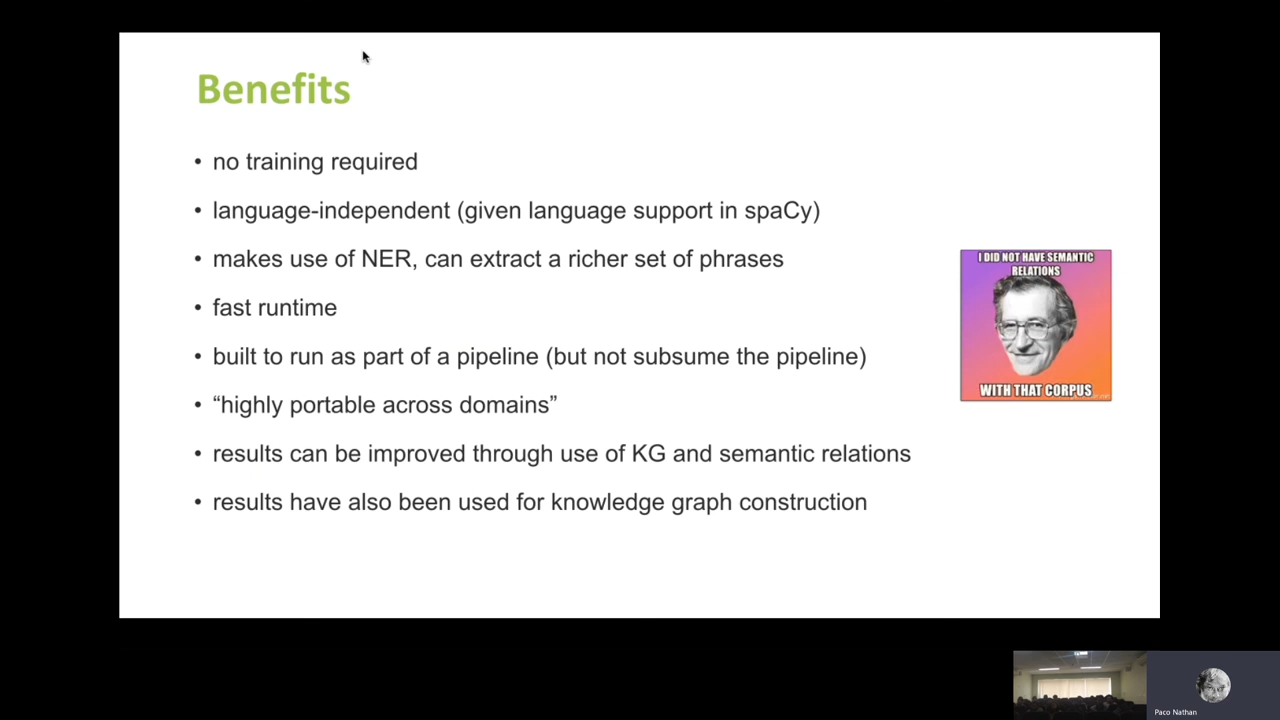 Benefits
• no training required
• language-independent (given language support in spaCy)
• makes use of NER, can extract a richer set of phrases
• fast runtime
• built to run as part of a pipeline (but not subsume the pipeline)
• “highly portable across domains”
• results can be improved through use of KG and semantic relations
• results have also been used for knowledge graph construction
I DID NOT HAVE SEMANTIC
RELATIONS
WITH THAT CORPUS
Paco Nathan